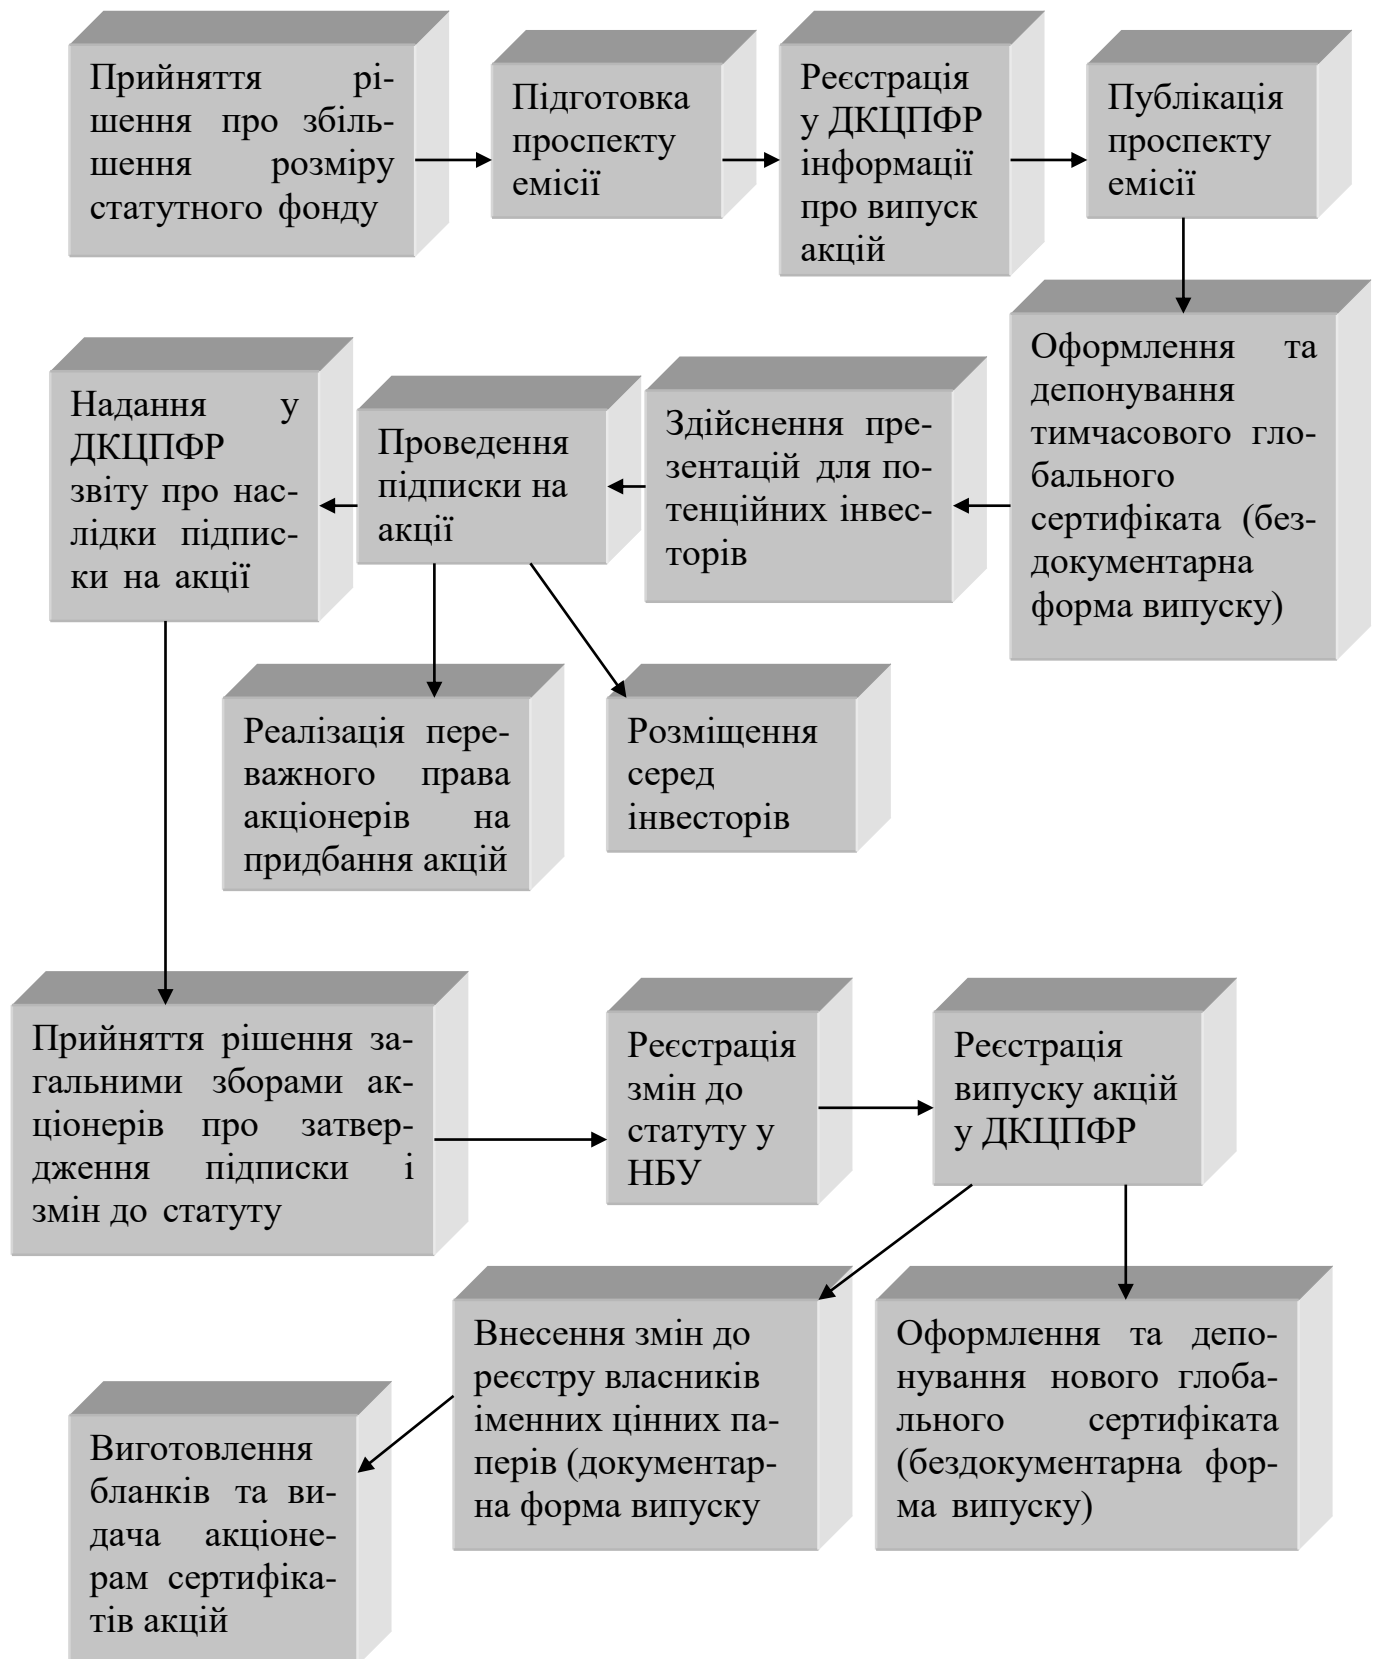 Прийняття рі-
шення про збіль-
шення розміру
статутного фонду
Підготовка
проспекту
емісії
Реєстрація
у ДКЦПФР
інформації
про випуск
акцій
Публікація
проспекту
емісії
Оформлення та
депонування
тимчасового гло-
бального
сертифіката (без-
документарна
форма випуску)
Здійснення пре-
зентацій для по-
тенційних інвес-
торів
Проведення
підписки на
акції
Надання у
ДКЦПФР
звіту про нас-
лідки підпис-
ки на акції
Реалізація пере-
важного права
акціонерів на
придбання акцій
Розміщення
серед
інвесторів
Прийняття рішення за-
гальними зборами ак-
ціонерів про затвер-
дження підписки і
змін до статуту
Реєстрація
змін до
статуту у
НБУ
Реєстрація
випуску акцій
у ДКЦПФР
Внесення змін до
реєстру власників
іменних цінних па-
перів (документар-
на форма випуску
Оформлення та депо-
нування нового глоба-
льного сертифіката
(бездокументарна фор-
ма випуску)
Виготовлення
бланків та ви-
дача акціоне-
рам сертифіка-
тів акцій